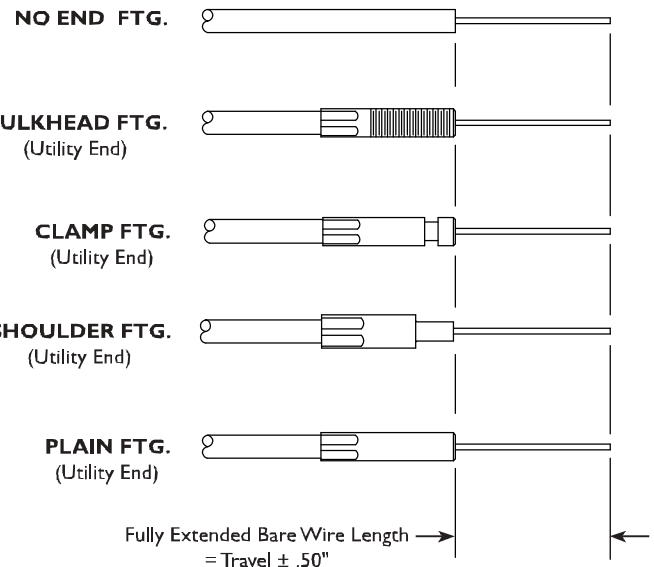 NO END FTG.
ULKHEAD FTG.
(Utility End)
CLAMP FTG.
(Utility End)
SHOULDER FTG.
(Utility End)
PLAIN FTG.
(Utility End)
Fully Extended Bare Wire Length
= Travel ± .50"